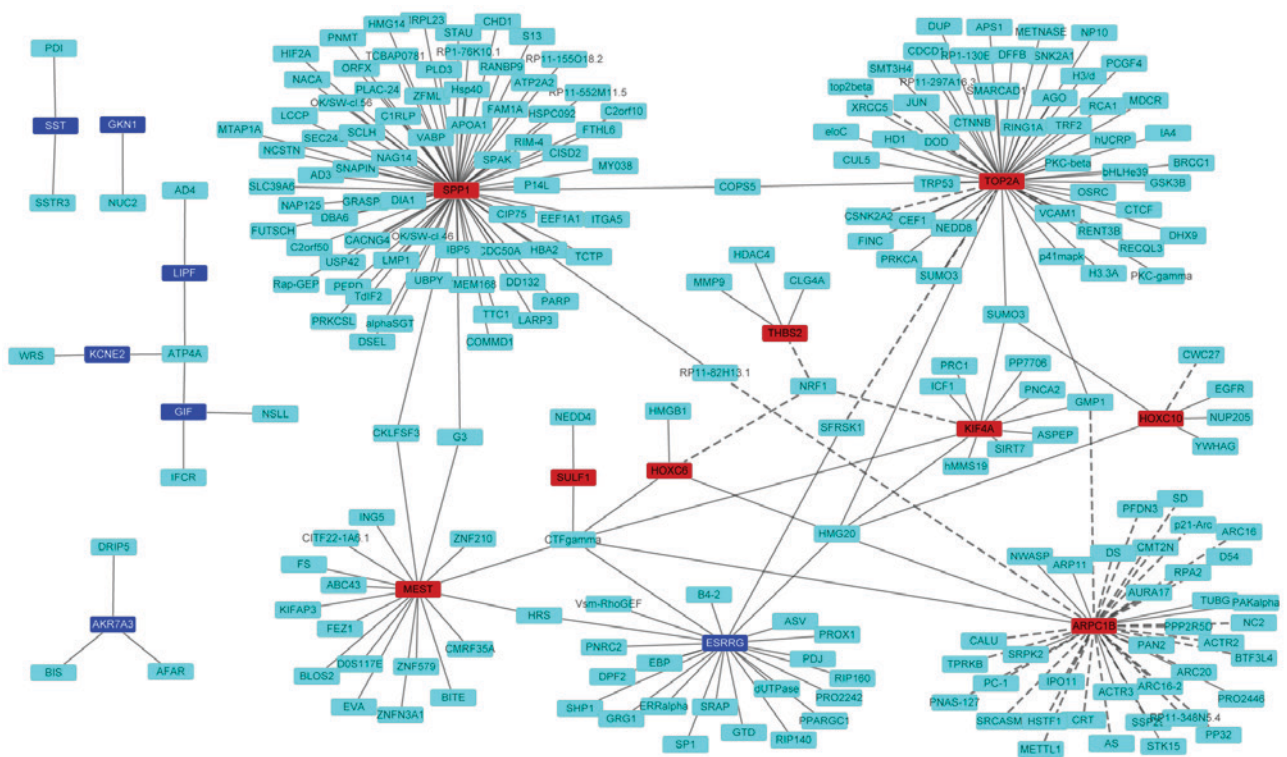 PDI
SST
GKN1
SSTR3
NUC2
AD4
LIPF
WRS
KCNE2
ATP4A
GIF
NSLL
IFCR
DRIP5
AKR7A3
BIS
AFAR
HMG14
MRPL23
CHD1
PNMT
STAU
S13
HIF2A
TCBAP0781
RP1-76K10.1
RP11-155O18.2
ORFX
PLD3
RANBP9
NACA
PLAC-24
Hsp40
ATP2A2
ZFML
RP11-552M11.5
OK/SW-cl.56
FAM1A
C2orf10
LCCP
C1RLP
APOA1
HSPC092
MTAP1A
SCLH
VABP
FTHL6
SEC24
RIM-4
NCSTN
NAG14
CISD2
SNAPIN
SPAK
MY038
AD3
SLC39A6
SPP1
P14L
COPS5
NAP125
GRASP
DIA1
DBA6
CIP75
EEF1A1
ITGA5
FUTSCH
C2orf50
CACNG4
OK/SW-cl.46
IBP5
CDC50A
HBA2
TCTP
USP42
LMP1
Rap-GEP
PEPD
UBPY
MEM168
DD132
TdIF2
PARP
PRKCSL
alphaSGT
TTC1
LARP3
DSEL
COMMD1
DUP
APS1
METNASE
NP10
CDCD1
RP1-130E
DFFB
SNK2A1
SMT3H4
RP11-297A16.3
H3/d
PCGF4
top2beta
SMARCAD1
XRCC5
JUN
AGO
RCA1
MDCR
CTNNB
eloC
HD1
RING1A
TRF2
IA4
DOD
hUCRP
CUL5
PKC-beta
BRCC1
TRP53
TOP2A
bHLHe39
GSK3B
OSRC
CSNK2A2
CEF1
VCAM1
CTCF
FINC
NEDD8
RENT3B
DHX9
PRKCA
p41mapk
RECQL3
SUMO3
H3.3A
PKC-gamma
HDAC4
MMP9
CLG4A
THBS2
SUMO3
RP11-82H13.1
NRF1
PRC1
PP7706
CWC27
ICF1
PNCA2
GMP1
EGFR
NEDD4
HMGB1
SFRSK1
KIF4A
HOXC10
ASPEP
NUP205
SIRT7
YWHAG
hMMS19
CKLFSF3
G3
SULF1
HOXC6
CTFgamma
HMG20
ING5
CITF22-1A6.1
ZNF210
FS
ABC43
MEST
KIFAP3
FEZ1
HRS
D0S117E
ZNF579
CMRF35A
BLOS2
EVA
ZNFN3A1
BITE
Vsm-RhoGEF
B4-2
ASV
PNRC2
ESRRG
PROX1
EBP
PDJ
DPF2
RIP160
SHP1
ERRalpha
SRAP
dUTPase
PRO2242
GRG1
PPARGC1
SP1
GTD
RIP140
PFDN3
SD
p21-Arc
ARC16
NWASP
DS
CMT2N
ARP11
D54
RPA2
AURA17
TUBG
PAKalpha
ARPC1B
PPP2R5D
NC2
CALU
PAN2
ACTR2
TPRKB
SRPK2
BTF3L4
PC-1
IPO11
ARC20
PNAS-127
ACTR3
ARC16-2
PRO2446
SRCASM
HSTF1
CRT
RP11-348N5.4
PP32
METTL1
AS
STK15